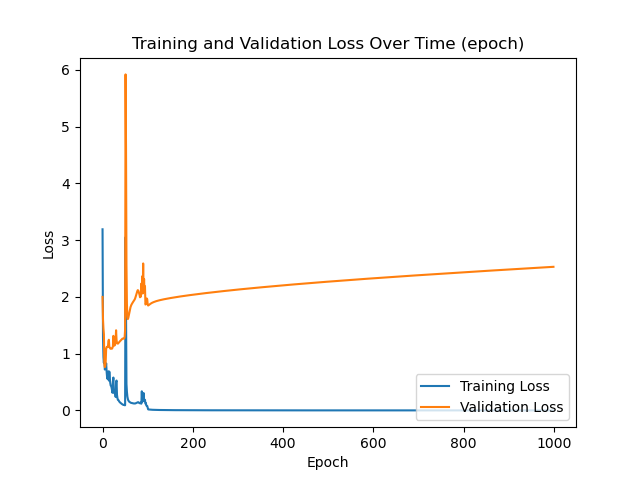 Training and Validation Loss Over Time (epoch)
Loss
6
5
4
3
2
1
0
0 200 400 600 800 1000
Epoch
Training Loss
Validation Loss